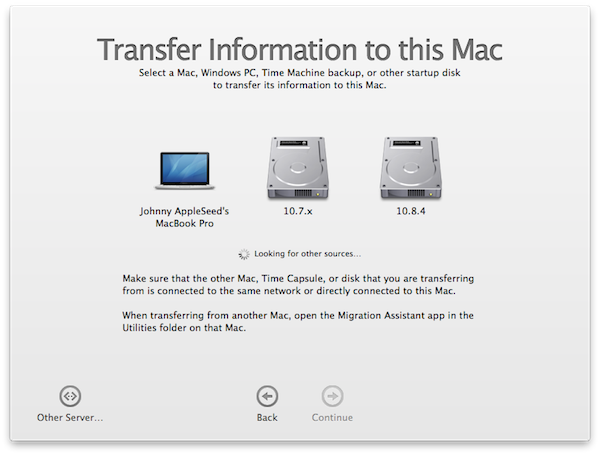 Transfer Information to this Mac
Select a Mac, Windows PC, Time Machine backup, or other startup disk
to transfer its information to this Mac.
Johnny AppleSeed's
MacBook Pro
10.7.x
10.8.4
Looking for other sources...
Make sure that the other Mac, Time Capsule, or disk that you are transferring
from is connected to the same network or directly connected to this Mac.
When transferring from another Mac, open the Migration Assistant app in the
Utilities folder on that Mac.
Other Server...
Back
Continue